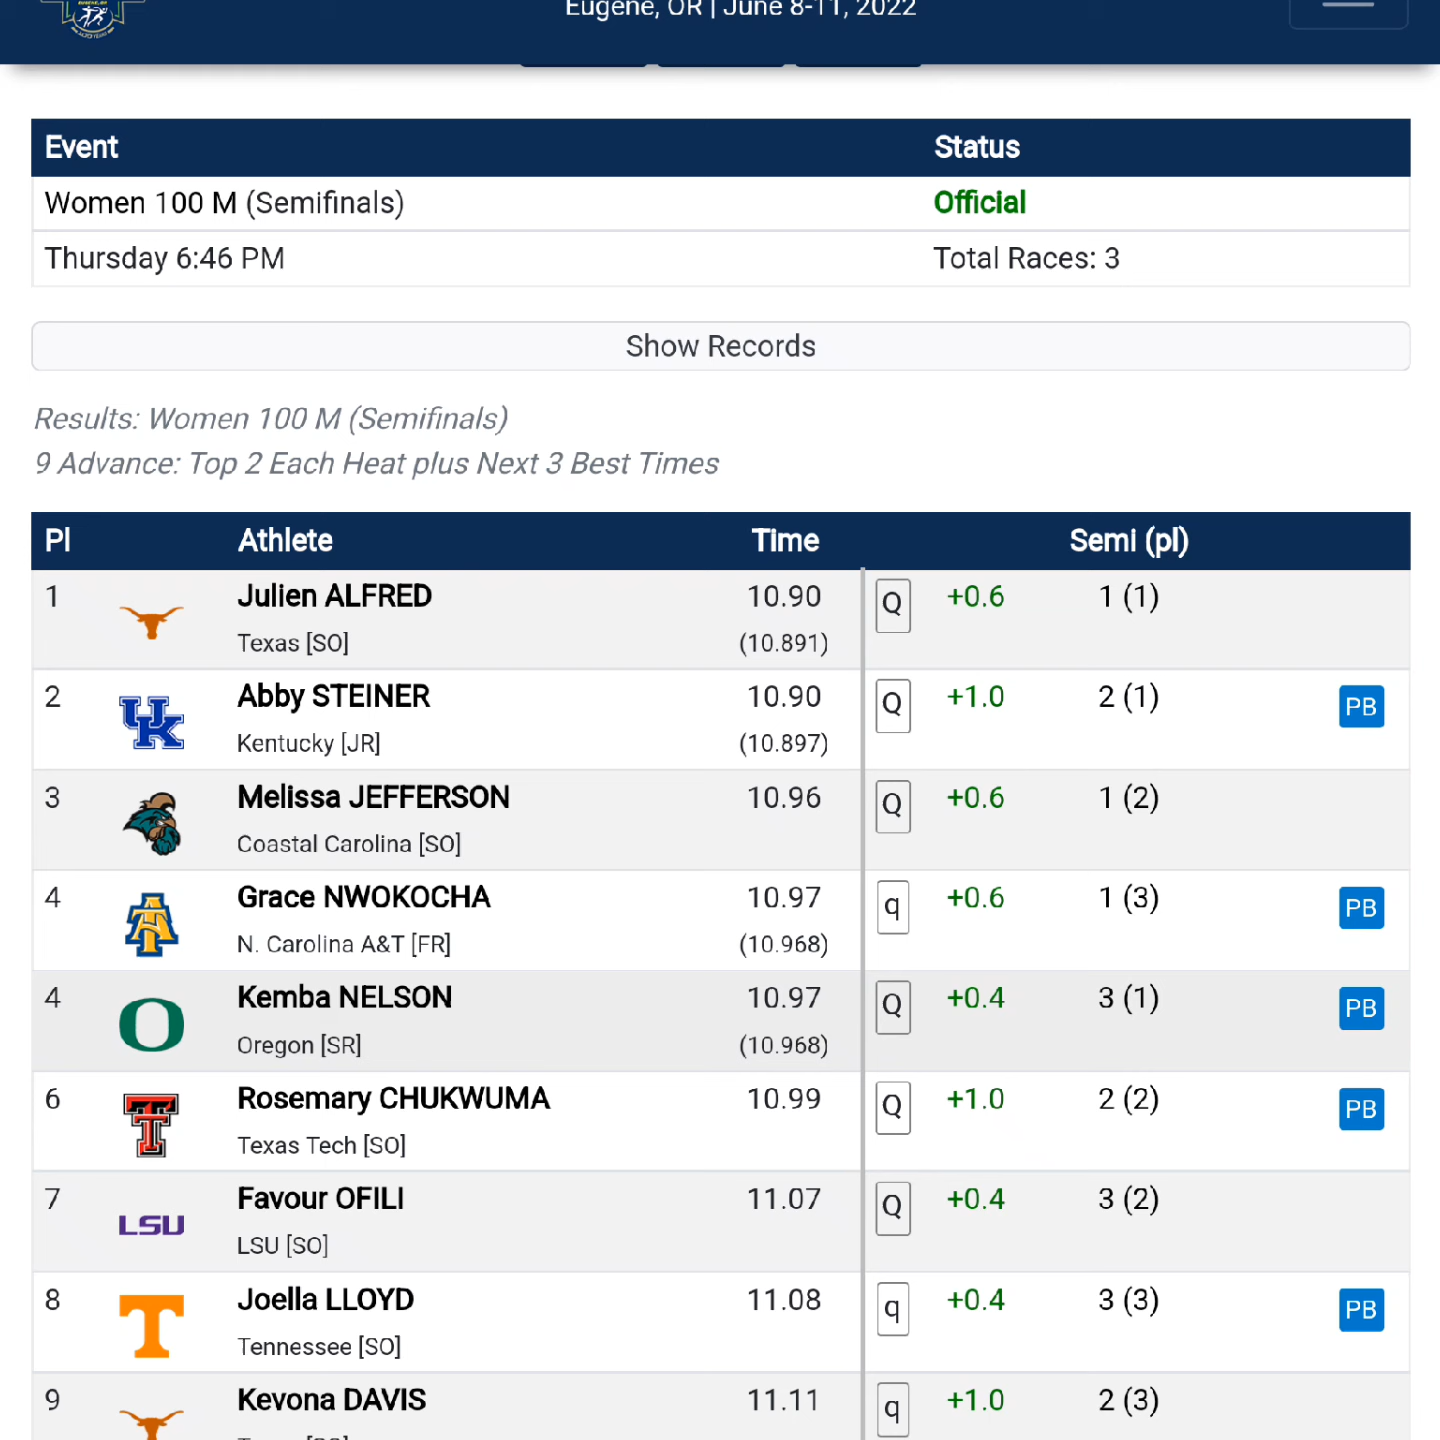 Eugene, OR | June 8-11, 2022
Event Status
Women 100 M (Semifinals) Official
Thursday 6:46 PM Total Races: 3
Show Records
Results: Women 100 M (Semifinals)
9 Advance: Top 2 Each Heat plus Next 3 Best Times
Pl Athlete Time Semi (pl)
1 Julien ALFRED 10.90 Q +0.6 1 (1)
Texas [SO] (10.891)
2 UK Abby STEINER 10.90 Q +1.0 2 (1) PB
Kentucky [JR] (10.897)
3 Melissa JEFFERSON 10.96 Q +0.6 1 (2)
Coastal Carolina [SO]
4 AT Grace NWOKOCHA 10.97 q +0.6 1 (3) PB
N. Carolina A&T [FR] (10.968)
4 O Kemba NELSON 10.97 Q +0.4 3 (1) PB
Oregon [SR] (10.968)
6 TT Rosemary CHUKWUMA 10.99 Q +1.0 2 (2) PB
Texas Tech [SO]
7 LSU Favour OFILI 11.07 Q +0.4 3 (2)
LSU [SO]
8 T Joella LLOYD 11.08 q +0.4 3 (3) PB
Tennessee [SO]
9 Kevona DAVIS 11.11 q +1.0 2 (3)